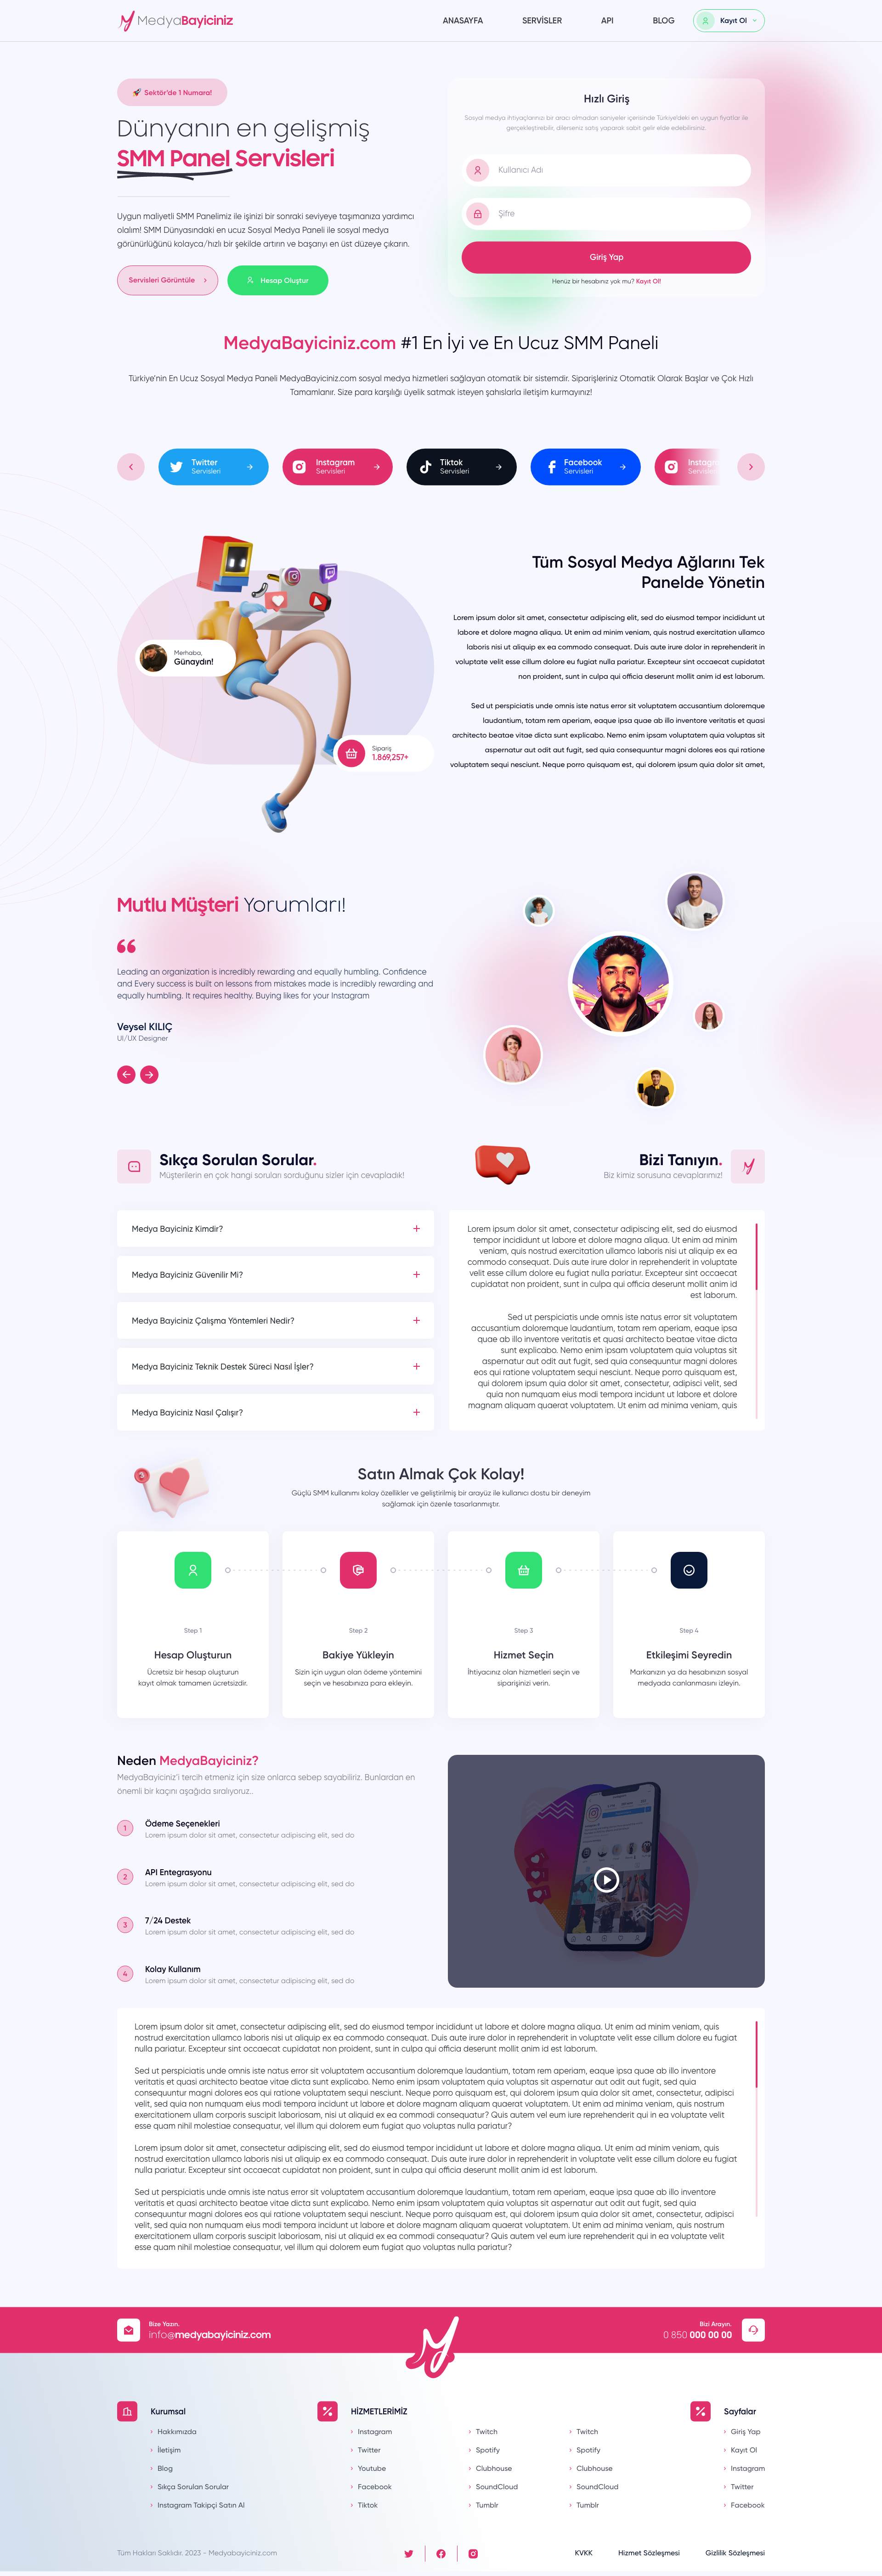 MedyaBayiciniz
ANASAYFA
SERVİSLER
API
BLOG
Kayıt Ol
🚀 Sektör'de 1 Numara!
Dünyanın en gelişmiş
SMM Panel Servisleri
Uygun maliyetli SMM Panelimiz ile işinizi bir sonraki seviyeye taşımanıza yardımcı
olalım! SMM Dünyasındaki en ucuz Sosyal Medya Paneli ile sosyal medya
görünürlüğünü kolayca/hızlı bir şekilde artırın ve başarıyı en üst düzeye çıkarın.
Servisleri Görüntüle
Hesap Oluştur
Hızlı Giriş
Sosyal medya ihtiyaçlarınızı bir aracı olmadan saniyeler içerisinde Türkiye'deki en uygun fiyatlar ile
gerçekleştirebilir, dilerseniz satış yaparak sabit gelir elde edebilirsiniz.
Kullanıcı Adı
Şifre
Giriş Yap
Henüz bir hesabınız yok mu? Kayıt Ol!
MedyaBayiciniz.com #1 En İyi ve En Ucuz SMM Paneli
Türkiye'nin En Ucuz Sosyal Medya Paneli MedyaBayiciniz.com sosyal medya hizmetleri sağlayan otomatik bir sistemdir. Siparişleriniz Otomatik Olarak Başlar ve Çok Hızlı
Tamamlanır. Size para karşılığı üyelik satmak isteyen şahıslarla iletişim kurmayınız!
Twitter
Servisleri
Instagram
Servisleri
Tiktok
Servisleri
Facebook
Servisleri
Merhaba,
Günaydın!
Sipariş
1.869,257+
Tüm Sosyal Medya Ağlarını Tek
Panelde Yönetin
Lorem ipsum dolor sit amet, consectetur adipiscing elit, sed do eiusmod tempor incididunt ut
labore et dolore magna aliqua. Ut enim ad minim veniam, quis nostrud exercitation ullamco
laboris nisi ut aliquip ex ea commodo consequat. Duis aute irure dolor in reprehenderit in
voluptate velit esse cillum dolore eu fugiat nulla pariatur. Excepteur sint occaecat cupidatat
non proident, sunt in culpa qui officia deserunt mollit anim id est laborum.
Sed ut perspiciatis unde omnis iste natus error sit voluptatem accusantium doloremque
laudantium, totam rem aperiam, eaque ipsa quae ab illo inventore veritatis et quasi
architecto beatae vitae dicta sunt explicabo. Nemo enim ipsam voluptatem quia voluptas sit
aspernatur aut odit aut fugit, sed quia consequuntur magni dolores eos qui ratione
voluptatem sequi nesciunt. Neque porro quisquam est, qui dolorem ipsum quia dolor sit amet,
Mutlu Müşteri Yorumları!
Leading an organization is incredibly rewarding and equally humbling. Confidence
and Every success is built on lessons from mistakes made is incredibly rewarding and
equally humbling. It requires healthy. Buying likes for your Instagram
Veysel KILIÇ
UI/UX Designer
Sıkça Sorulan Sorular.
Müşterilerin en çok hangi soruları sorduğunu sizler için cevapladık!
Bizi Tanıyın.
Biz kimiz sorusuna cevaplarımız!
Medya Bayiciniz Kimdir?
Medya Bayiciniz Güvenilir Mi?
Medya Bayiciniz Çalışma Yöntemleri Nedir?
Medya Bayiciniz Teknik Destek Süreci Nasıl İşler?
Medya Bayiciniz Nasıl Çalışır?
Lorem ipsum dolor sit amet, consectetur adipiscing elit, sed do eiusmod
tempor incididunt ut labore et dolore magna aliqua. Ut enim ad minim
veniam, quis nostrud exercitation ullamco laboris nisi ut aliquip ex ea
commodo consequat. Duis aute irure dolor in reprehenderit in voluptate
velit esse cillum dolore eu fugiat nulla pariatur. Excepteur sint occaecat
cupidatat non proident, sunt in culpa qui officia deserunt mollit anim id
est laborum.
Sed ut perspiciatis unde omnis iste natus error sit voluptatem
accusantium doloremque laudantium, totam rem aperiam, eaque ipsa
quae ab illo inventore veritatis et quasi architecto beatae vitae dicta
sunt explicabo. Nemo enim ipsam voluptatem quia voluptas sit
aspernatur aut odit aut fugit, sed quia consequuntur magni dolores
eos qui ratione voluptatem sequi nesciunt. Neque porro quisquam est,
qui dolorem ipsum quia dolor sit amet, consectetur, adipisci velit, sed
quia non numquam eius modi tempora incidunt ut labore et dolore
magnam aliquam quaerat voluptatem. Ut enim ad minima veniam, quis
Satın Almak Çok Kolay!
Güçlü SMM kullanımı kolay özellikler ve geliştirilmiş bir arayüz ile kullanıcı dostu bir deneyim
sağlamak için özenle tasarlanmıştır.
Step 1
Hesap Oluşturun
Ücretsiz bir hesap oluşturun
kayıt olmak tamamen ücretsizdir.
Step 2
Bakiye Yükleyin
Sizin için uygun olan ödeme yöntemini
seçin ve hesabınıza para ekleyin.
Step 3
Hizmet Seçin
İhtiyacınız olan hizmetleri seçin ve
siparişinizi verin.
Step 4
Etkileşimi Seyredin
Markanızın ya da hesabınızın sosyal
medyada canlanmasını izleyin.
Neden MedyaBayiciniz?
MedyaBayiciniz'i tercih etmeniz için size onlarca sebep sayabiliriz. Bunlardan en
önemli bir kaçını aşağıda sıralıyoruz..
1
Ödeme Seçenekleri
Lorem ipsum dolor sit amet, consectetur adipiscing elit, sed do
2
API Entegrasyonu
Lorem ipsum dolor sit amet, consectetur adipiscing elit, sed do
3
7/24 Destek
Lorem ipsum dolor sit amet, consectetur adipiscing elit, sed do
4
Kolay Kullanım
Lorem ipsum dolor sit amet, consectetur adipiscing elit, sed do
Lorem ipsum dolor sit amet, consectetur adipiscing elit, sed do eiusmod tempor incididunt ut labore et dolore magna aliqua. Ut enim ad minim veniam, quis
nostrud exercitation ullamco laboris nisi ut aliquip ex ea commodo consequat. Duis aute irure dolor in reprehenderit in voluptate velit esse cillum dolore eu fugiat
nulla pariatur. Excepteur sint occaecat cupidatat non proident, sunt in culpa qui officia deserunt mollit anim id est laborum.
Sed ut perspiciatis unde omnis iste natus error sit voluptatem accusantium doloremque laudantium, totam rem aperiam, eaque ipsa quae ab illo inventore
veritatis et quasi architecto beatae vitae dicta sunt explicabo. Nemo enim ipsam voluptatem quia voluptas sit aspernatur aut odit aut fugit, sed quia
consequuntur magni dolores eos qui ratione voluptatem sequi nesciunt. Neque porro quisquam est, qui dolorem ipsum quia dolor sit amet, consectetur, adipisci
velit, sed quia non numquam eius modi tempora incidunt ut labore et dolore magnam aliquam quaerat voluptatem. Ut enim ad minima veniam, quis nostrum
exercitationem ullam corporis suscipit laboriosam, nisi ut aliquid ex ea commodi consequatur? Quis autem vel eum iure reprehenderit qui in ea voluptate velit
esse quam nihil molestiae consequatur, vel illum qui dolorem eum fugiat quo voluptas nulla pariatur?
Lorem ipsum dolor sit amet, consectetur adipiscing elit, sed do eiusmod tempor incididunt ut labore et dolore magna aliqua. Ut enim ad minim veniam, quis
nostrud exercitation ullamco laboris nisi ut aliquip ex ea commodo consequat. Duis aute irure dolor in reprehenderit in voluptate velit esse cillum dolore eu fugiat
nulla pariatur. Excepteur sint occaecat cupidatat non proident, sunt in culpa qui officia deserunt mollit anim id est laborum.
Sed ut perspiciatis unde omnis iste natus error sit voluptatem accusantium doloremque laudantium, totam rem aperiam, eaque ipsa quae ab illo inventore
veritatis et quasi architecto beatae vitae dicta sunt explicabo. Nemo enim ipsam voluptatem quia voluptas sit aspernatur aut odit aut fugit, sed quia
consequuntur magni dolores eos qui ratione voluptatem sequi nesciunt. Neque porro quisquam est, qui dolorem ipsum quia dolor sit amet, consectetur, adipisci
velit, sed quia non numquam eius modi tempora incidunt ut labore et dolore magnam aliquam quaerat voluptatem. Ut enim ad minima veniam, quis nostrum
exercitationem ullam corporis suscipit laboriosam, nisi ut aliquid ex ea commodi consequatur? Quis autem vel eum iure reprehenderit qui in ea voluptate velit
esse quam nihil molestiae consequatur, vel illum qui dolorem eum fugiat quo voluptas nulla pariatur?
Bize Yazın.
info@medyabayiciniz.com
Bizi Arayın.
0 850 000 00 00
Kurumsal
Hakkımızda
İletişim
Blog
Sıkça Sorulan Sorular
Instagram Takipçi Satın Al
HİZMETLERİMİZ
Instagram
Twitter
Youtube
Facebook
Tiktok
Twitch
Spotify
Clubhouse
SoundCloud
Tumblr
Twitch
Spotify
Clubhouse
SoundCloud
Tumblr
Sayfalar
Giriş Yap
Kayıt Ol
Instagram
Twitter
Facebook
Tüm Hakları Saklıdır. 2023 - Medyabayiciniz.com
KVKK
Hizmet Sözleşmesi
Gizlilik Sözleşmesi